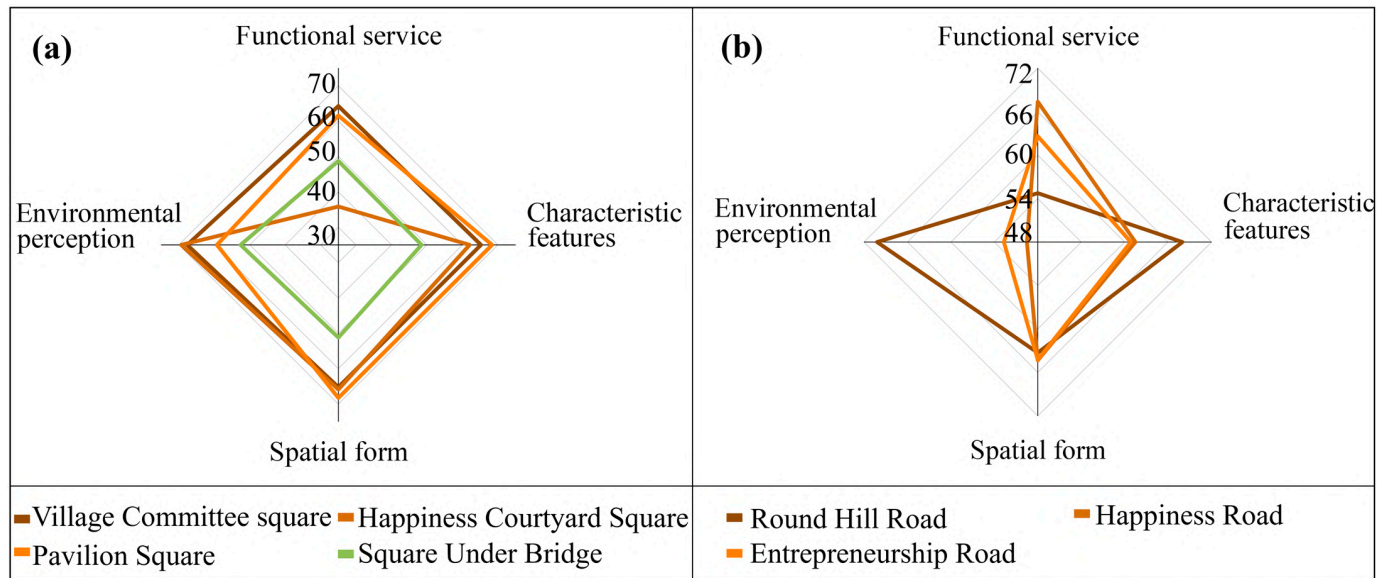 (a)
Functional service
70
60
50
40
30
Environmental
perception
Characteristic
features
Spatial form
Village Committee square
Happiness Courtyard Square
Pavilion Square
Square Under Bridge
(b)
Functional service
72
66
60
54
48
Environmental
perception
Characteristic
features
Spatial form
Round Hill Road
Happiness Road
Entrepreneurship Road